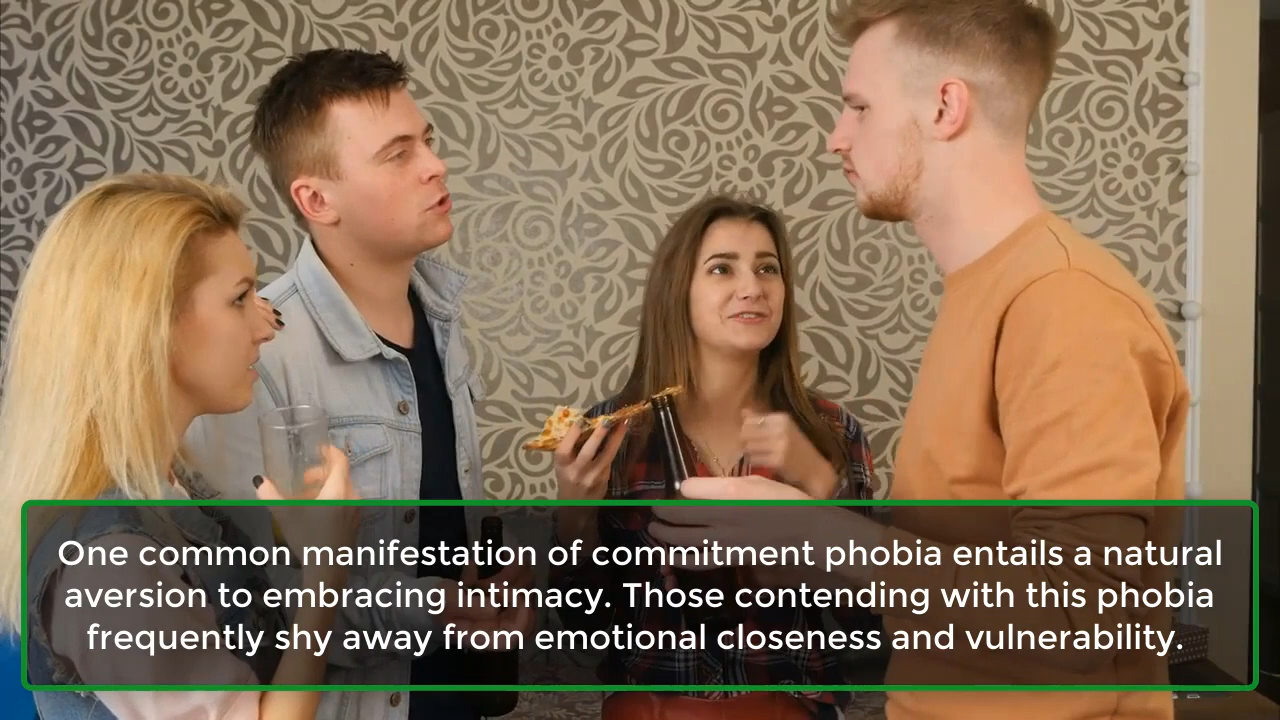 One common manifestation of commitment phobia entails a natural
aversion to embracing intimacy. Those contending with this phobia
frequently shy away from emotional closeness and vulnerability.